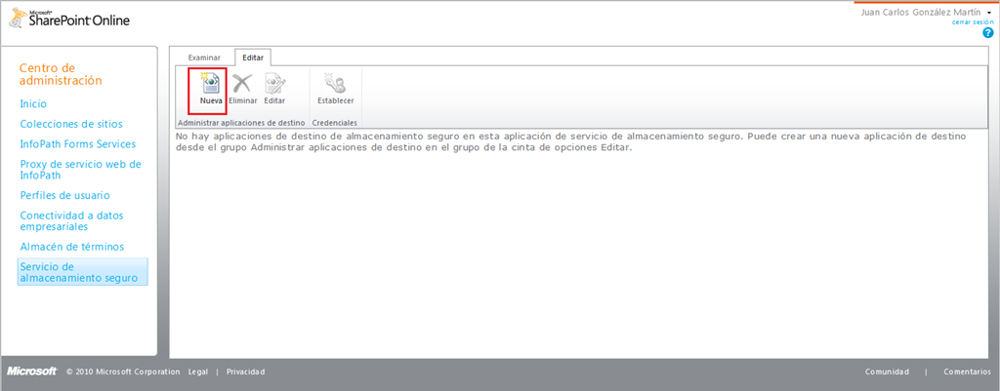 Microsoft
SharePoint Online
Juan Carlos González Martín
cerrar sesión
Centro de
administración
Inicio
Colecciones de sitios
InfoPath Forms Services
Proxy de servicio web de
InfoPath
Perfiles de usuario
Conectividad a datos
empresariales
Almacén de términos
Servicio de
almacenamiento seguro
Examinar
Editar
Nueva
Eliminar
Editar
Establecer
Administrar aplicaciones de destino
Credenciales
No hay aplicaciones de destino de almacenamiento seguro en esta aplicación de servicio de almacenamiento seguro. Puede crear una nueva aplicación de destino
desde el grupo Administrar aplicaciones de destino en el grupo de la cinta de opciones Editar.
Microsoft © 2010 Microsoft Corporation Legal | Privacidad
Comunidad | Comentarios